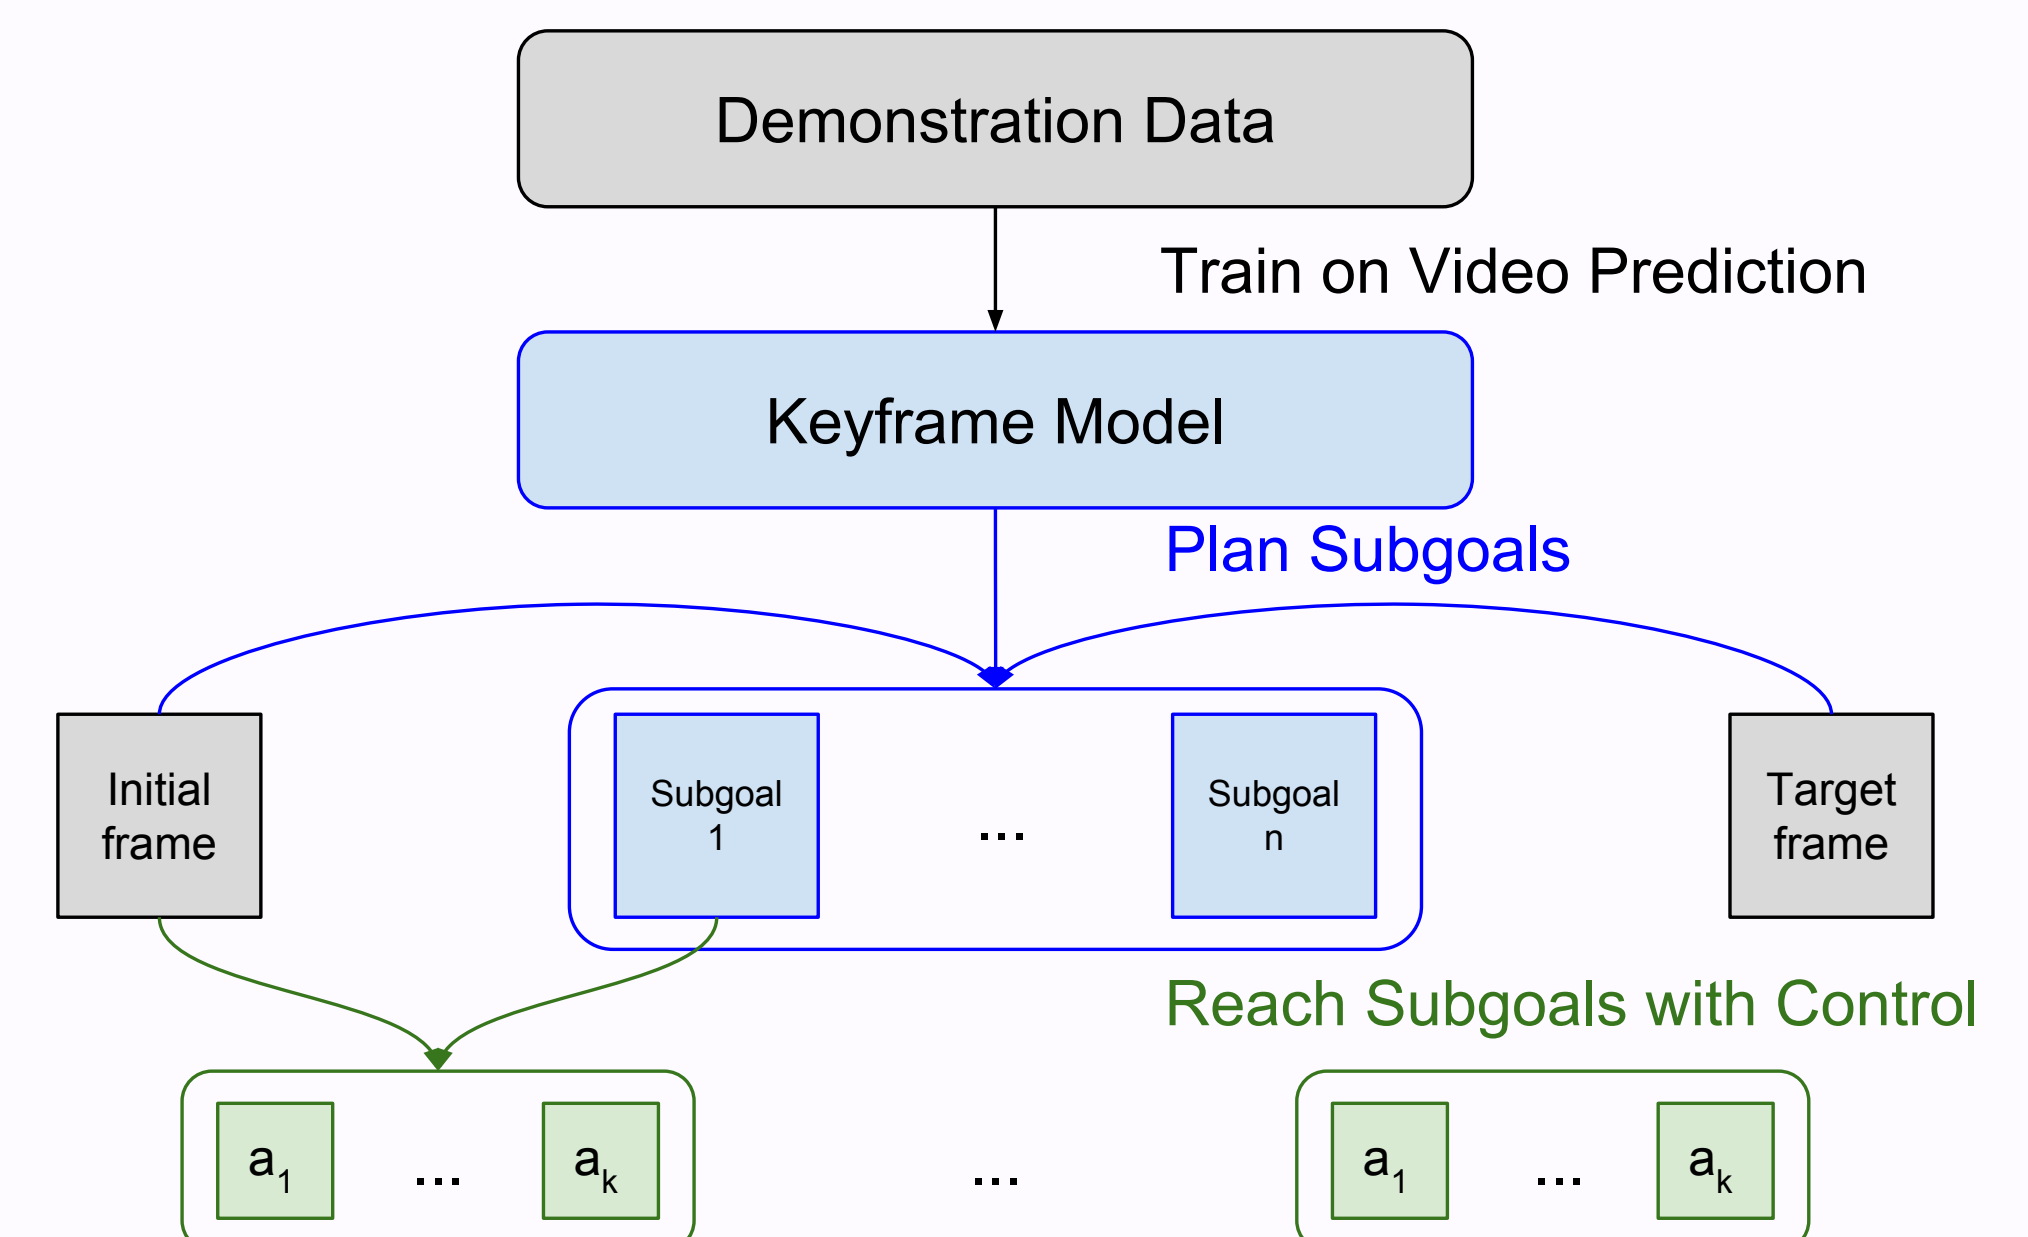 Demonstration Data
Train on Video Prediction
Keyframe Model
Plan Subgoals
Initial
frame
Subgoal
1
...
Subgoal
n
Target
frame
Reach Subgoals with Control
a₁ ... aₖ ... a₁ ... aₖ